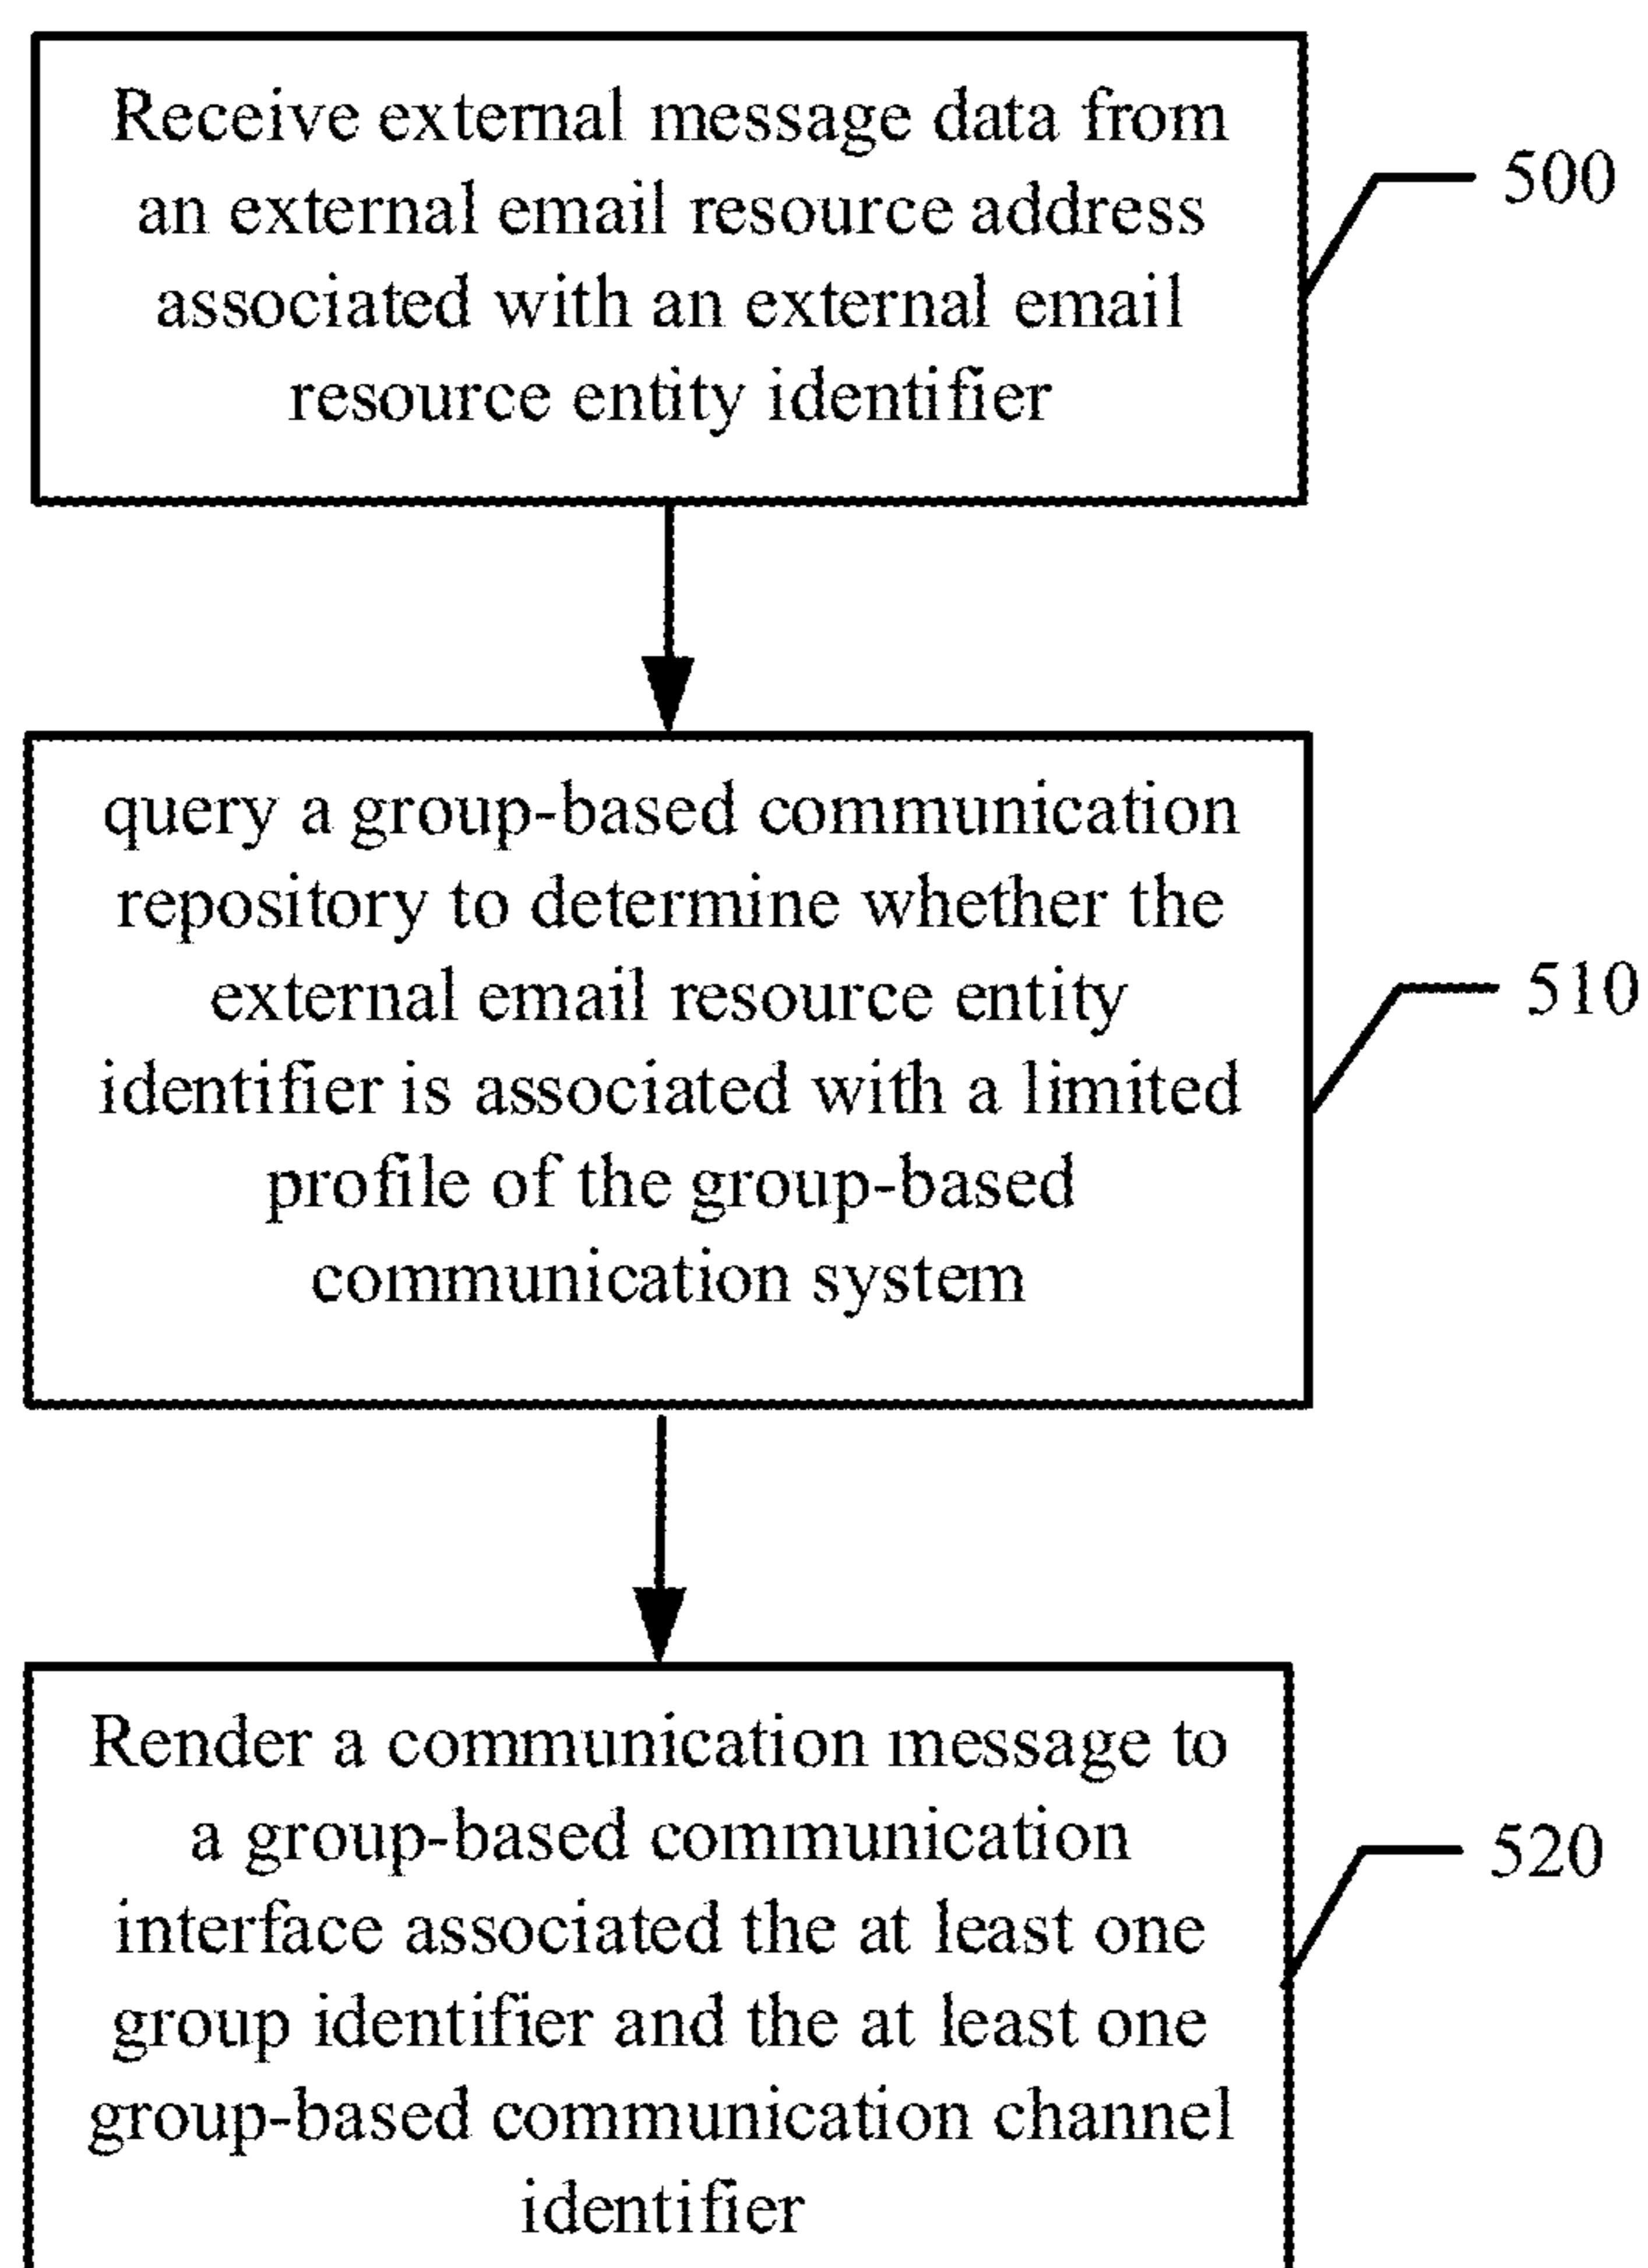 Receive external message data from
an external email resource address
associated with an external email
resource entity identifier
500
query a group-based communication
repository to determine whether the
external email resource entity
identifier is associated with a limited
profile of the group-based
communication system
510
Render a communication message to
a group-based communication
interface associated the at least one
group identifier and the at least one
group-based communication channel
identifier
520